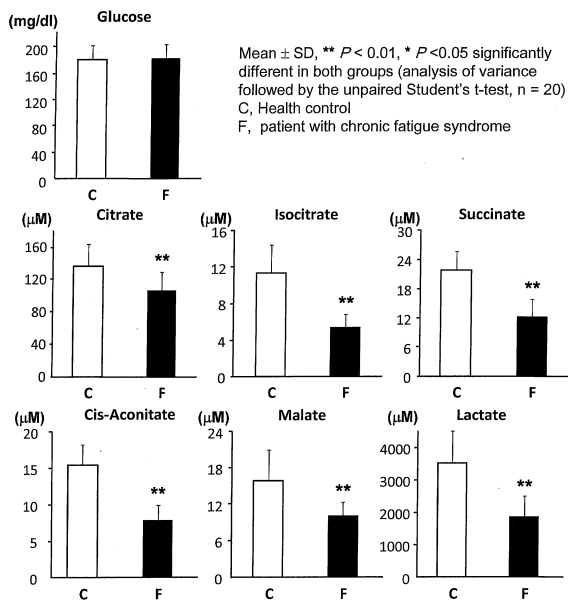 Glucose
(mg/dl)
200
160
120
80
40
0
C F
Mean ± SD, ** P < 0.01, * P <0.05 significantly
different in both groups (analysis of variance
followed by the unpaired Student's t-test, n = 20)
C, Health control
F, patient with chronic fatigue syndrome
Citrate
(μM)
160
120
80
40
0
**
C F
Isocitrate
(μM)
16
12
8
4
0
**
C F
Succinate
(μM)
30
24
18
12
6
0
**
C F
Cis-Aconitate
(μM)
20
15
10
5
0
**
C F
Malate
(μM)
24
18
12
6
0
**
C F
Lactate
(μM)
4000
3000
2000
1000
0
**
C F